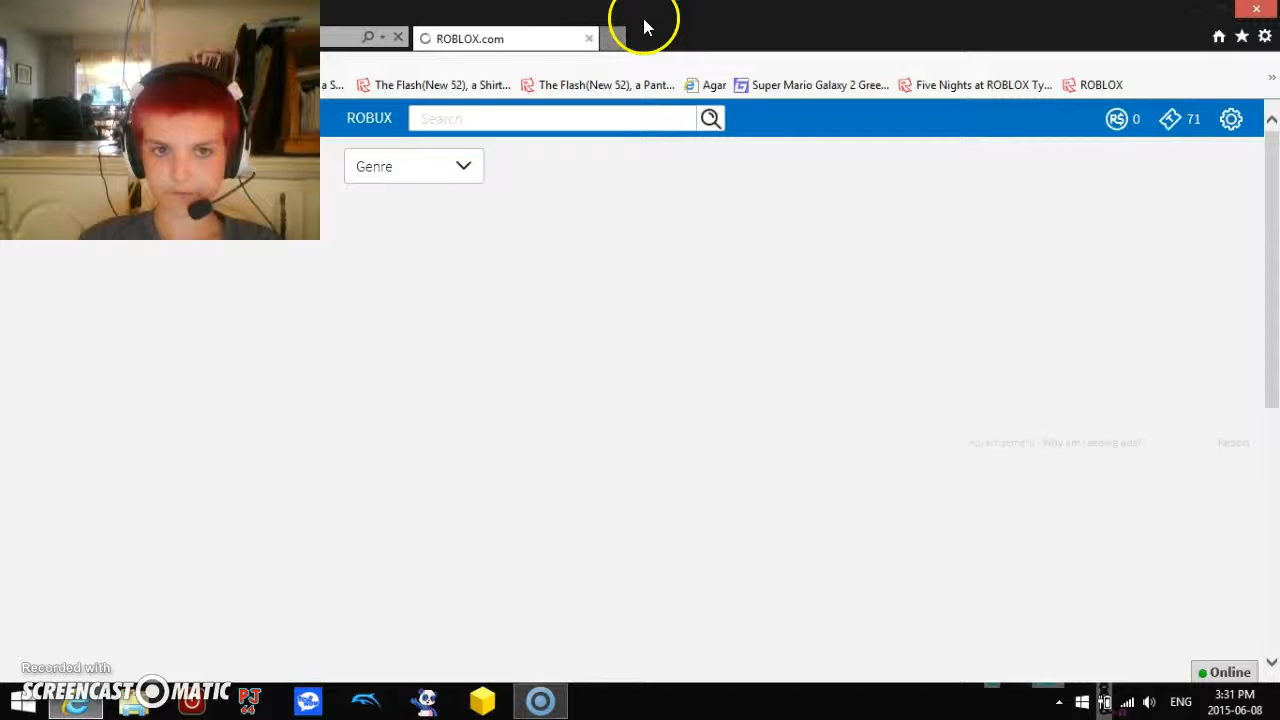 ROBLOX.com
a S... The Flash(New 52), a Shirt... The Flash(New 52), a Pant... Agar Super Mario Galaxy 2 Gree... Five Nights at ROBLOX Ty... ROBLOX »
ROBUX Search R$ 0 71
Genre
Advertisement - Why am I seeing ads? Report
Online
Recorded with
SCREENCAST MATIC
PJ
64
ENG
3:31 PM
2015-06-08